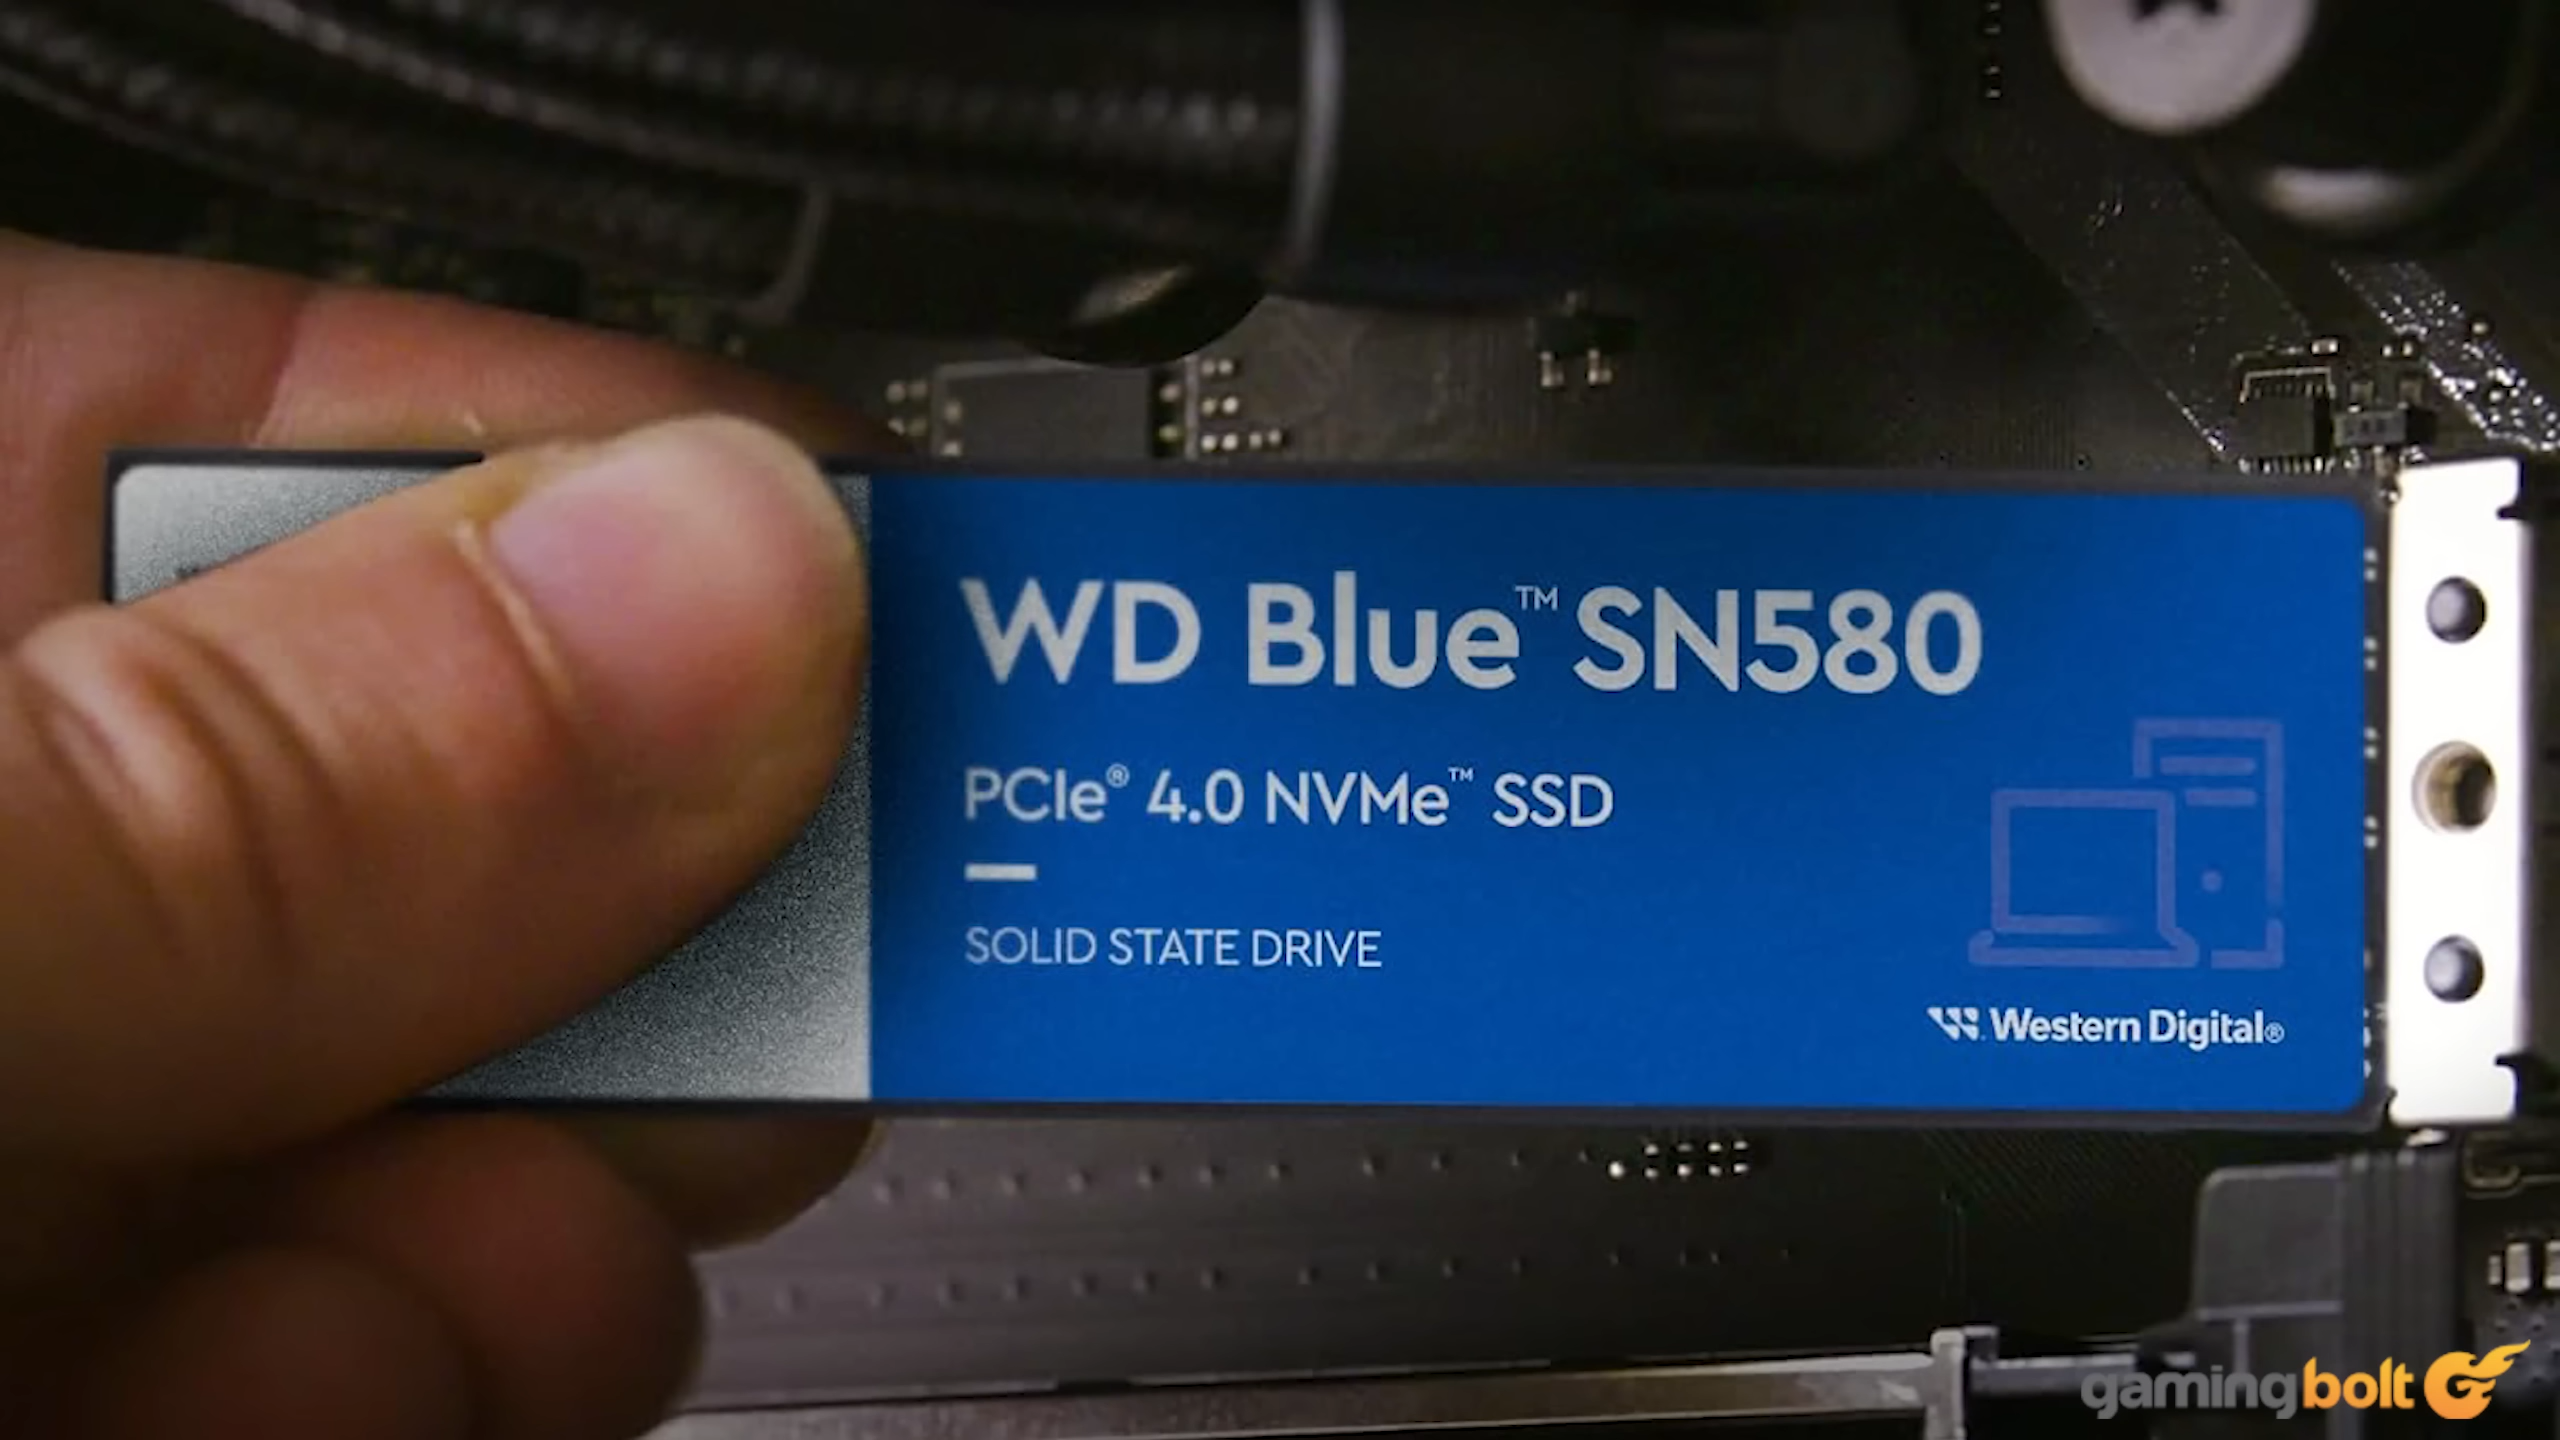 WD Blue™ SN580
PCIe® 4.0 NVMe™ SSD
SOLID STATE DRIVE
Western Digital®
gamingbolt